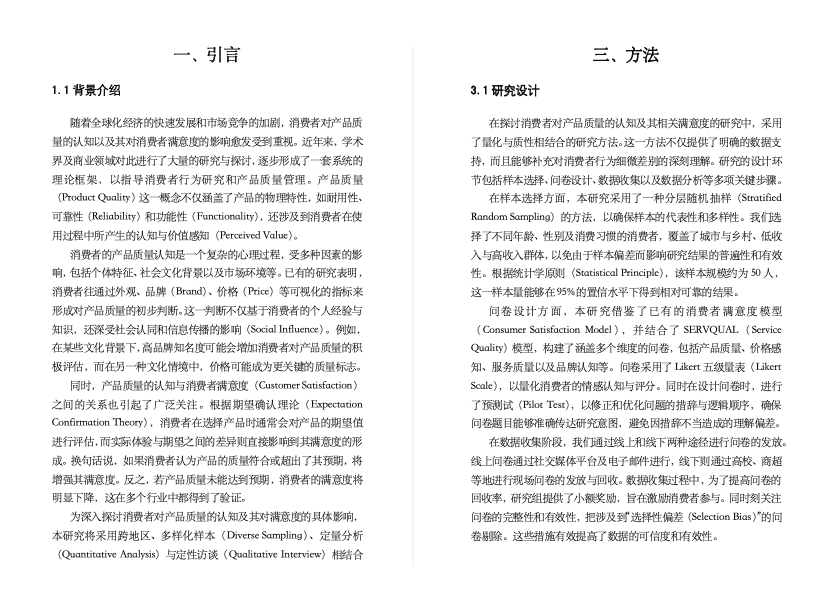 一、引言
1.1 背景介绍
随着全球化经济的快速发展和市场竞争的加剧，消费者对产品质
量的认知以及其对消费者满意度的影响愈发受到重视。近年来，学术
界及商业领域对此进行了大量的研究与探讨，逐步形成了一套系统的
理论框架，以指导消费者行为研究和产品质量管理。产品质量
（Product Quality）这一概念不仅涵盖了产品的物理特性，如耐用性、
可靠性（Reliability）和功能性（Functionality），还涉及到消费者在使
用过程中所产生的认知与价值感知（Perceived Value）。
消费者的产品质量认知是一个复杂的心理过程，受多种因素的影
响，包括个体特征、社会文化背景以及市场环境等。已有的研究表明，
消费者往通过外观、品牌（Brand）、价格（Price）等可视化的指标来
形成对产品质量的初步判断。这一判断不仅基于消费者的个人经验与
知识，还深受社会认同和信息传播的影响（Social Influence）。例如，
在某些文化背景下，高品牌知名度可能会增加消费者对产品质量的积
极评估，而在另一种文化情境中，价格可能成为更关键的质量标志。
同时，产品质量的认知与消费者满意度（Customer Satisfaction）
之间的关系也引起了广泛关注。根据期望确认理论（Expectation
Confirmation Theory），消费者在选择产品时通常会对产品的期望值
进行评估，而实际体验与期望之间的差异则直接影响到其满意度的形
成。换句话说，如果消费者认为产品的质量符合或超出了其预期，将
增强其满意度。反之，若产品质量未能达到预期，消费者的满意度将
明显下降，这在多个行业中都得到了验证。
为深入探讨消费者对产品质量的认知及其对满意度的具体影响，
本研究将采用跨地区、多样化样本（Diverse Sampling）、定量分析
（Quantitative Analysis）与定性访谈（Qualitative Interview）相结合
三、方法
3.1 研究设计
在探讨消费者对产品质量的认知及其相关满意度的研究中，采用
了量化与质性相结合的研究方法。这一方法不仅提供了明确的数据支
持，而且能够补充对消费者行为细微差别的深刻理解。研究的设计环
节包括样本选择、问卷设计、数据收集以及数据分析等多项关键步骤。
在样本选择方面，本研究采用了一种分层随机抽样（Stratified
Random Sampling）的方法，以确保样本的代表性和多样性。我们选
择了不同年龄、性别及消费习惯的消费者，覆盖了城市与乡村、低收
入与高收入群体，以免由于样本偏差而影响研究结果的普遍性和有效
性。根据统计学原则（Statistical Principle），该样本规模约为 50 人，
这一样本量能够在 95%的置信水平下得到相对可靠的结果。
问卷设计方面，本研究借鉴了已有的消费者满意度模型
（Consumer Satisfaction Model），并结合了 SERVQUAL（Service
Quality）模型，构建了涵盖多个维度的问卷，包括产品质量、价格感
知、服务质量以及品牌认知等。问卷采用了 Likert 五级量表（Likert
Scale），以量化消费者的情感认知与评分。同时在设计问卷时，进行
了预测试（Pilot Test），以修正和优化问题的措辞与逻辑顺序，确保
问卷题目能够准确传达研究意图，避免因措辞不当造成的理解偏差。
在数据收集阶段，我们通过线上和线下两种途径进行问卷的发放。
线上问卷通过社交媒体平台及电子邮件进行，线下则通过高校、商超
等地进行现场问卷的发放与回收。数据收集过程中，为了提高问卷的
回收率，研究组提供了小额奖励，旨在激励消费者参与。同时刻关注
问卷的完整性和有效性，把涉及到“选择性偏差（Selection Bias）”的问
卷剔除。这些措施有效提高了数据的可信度和有效性。